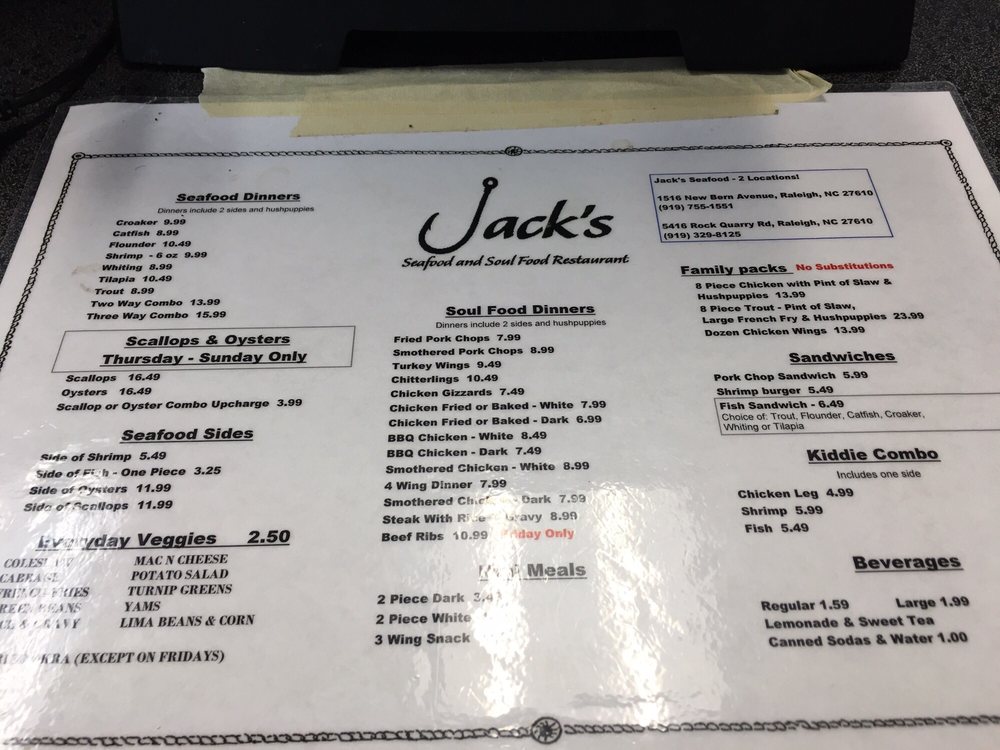 Seafood Dinners
Dinners include 2 sides and hushpuppies
Croaker 9.99
Catfish 8.99
Flounder 10.49
Shrimp - 6 oz 9.99
Whiting 8.99
Tilapia 10.49
Trout 8.99
Two Way Combo 13.99
Three Way Combo 15.99
Scallops & Oysters
Thursday - Sunday Only
Scallops 16.49
Oysters 16.49
Scallop or Oyster Combo Upcharge 3.99
Seafood Sides
Side of Shrimp 5.49
Side of Fish - One Piece 3.25
Side of Oysters 11.99
Side of Scallops 11.99
Everyday Veggies 2.50
COLESLAW MAC N CHEESE
CABBAGE POTATO SALAD
FRENCH FRIES TURNIP GREENS
GREEN BEANS YAMS
& GRAVY LIMA BEANS & CORN
OKRA (EXCEPT ON FRIDAYS)
Jack's
Seafood and Soul Food Restaurant
Soul Food Dinners
Dinners include 2 sides and hushpuppies
Fried Pork Chops 7.99
Smothered Pork Chops 8.99
Turkey Wings 9.49
Chitterlings 10.49
Chicken Gizzards 7.49
Chicken Fried or Baked - White 7.99
Chicken Fried or Baked - Dark 6.99
BBQ Chicken - White 8.49
BBQ Chicken - Dark 7.49
Smothered Chicken - White 8.99
4 Wing Dinner 7.99
Smothered Chicken - Dark 7.99
Steak With Rice & Gravy 8.99
Beef Ribs 10.99 Friday Only
Meals
2 Piece Dark
2 Piece White
3 Wing Snack
Jack's Seafood - 2 Locations!
1516 New Bern Avenue, Raleigh, NC 27610
(919) 755-1551
5416 Rock Quarry Rd, Raleigh, NC 27610
(919) 329-8125
Family packs No Substitutions
8 Piece Chicken with Pint of Slaw &
Hushpuppies 13.99
8 Piece Trout - Pint of Slaw,
Large French Fry & Hushpuppies 23.99
Dozen Chicken Wings 13.99
Sandwiches
Pork Chop Sandwich 5.99
Shrimp burger 5.49
Fish Sandwich - 6.49
Choice of: Trout, Flounder, Catfish, Croaker,
Whiting or Tilapia
Kiddie Combo
Includes one side
Chicken Leg 4.99
Shrimp 5.99
Fish 5.49
Beverages
Regular 1.59 Large 1.99
Lemonade & Sweet Tea
Canned Sodas & Water 1.00